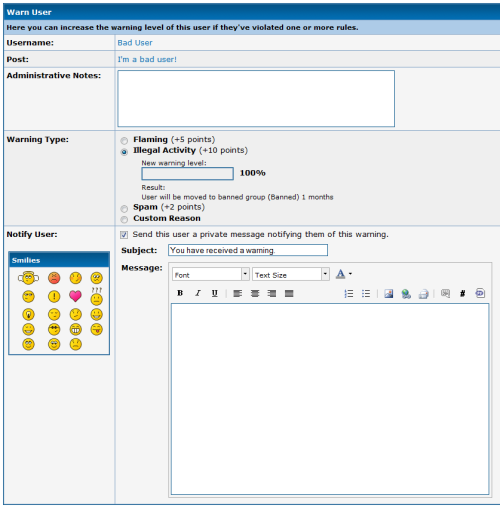 Warn User
Here you can increase the warning level of this user if they've violated one or more rules.
Username: Bad User
Post: I'm a bad user!
Administrative Notes:
Warning Type: Flaming (+5 points)
Illegal Activity (+10 points)
New warning level:
100%
Result:
User will be moved to banned group (Banned) 1 months
Spam (+2 points)
Custom Reason
Notify User: Send this user a private message notifying them of this warning.
Subject: You have received a warning.
Smilies
Message:
Font Text Size A
B I U #
???